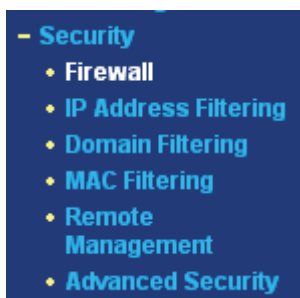 – Security
• Firewall
• IP Address Filtering
• Domain Filtering
• MAC Filtering
• Remote
Management
• Advanced Security